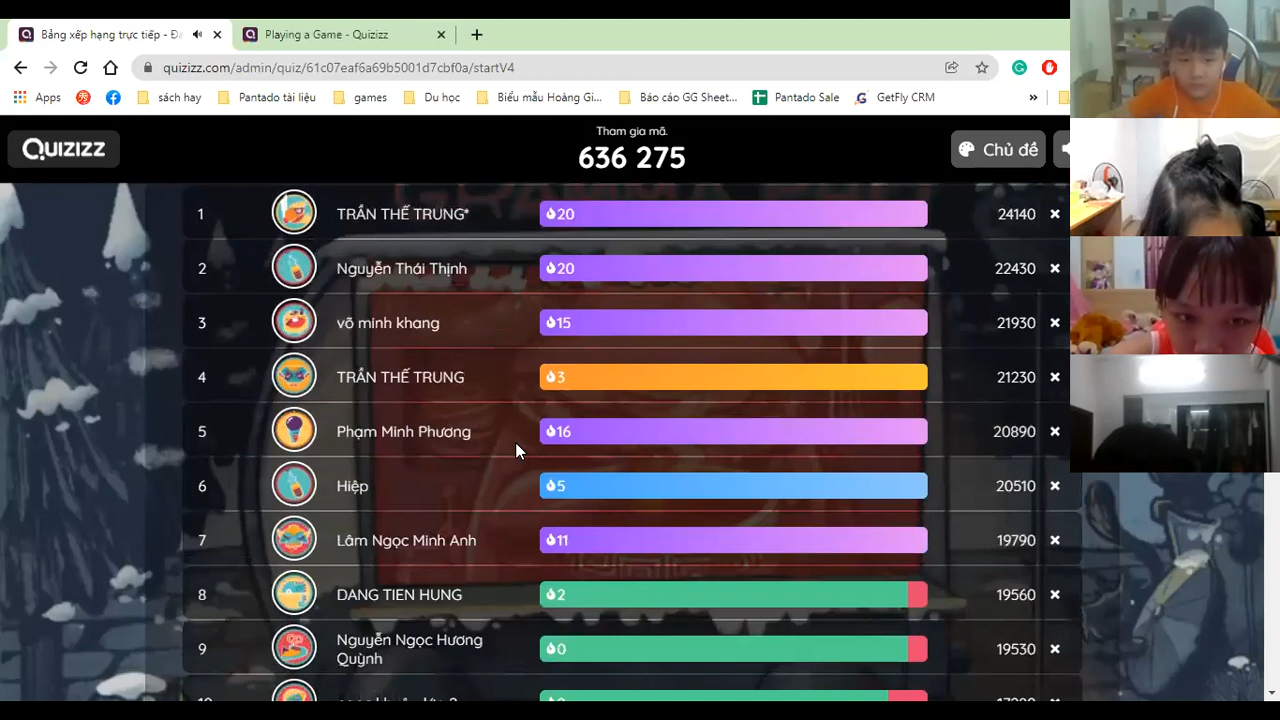 Bảng xếp hạng trực tiếp - Đa
Playing a Game - Quizizz
quizizz.com/admin/quiz/61c07eaf6a69b5001d7cbf0a/startV4
Apps
sách hay
Pantado tài liệu
games
Du học
Biểu mẫu Hoàng Gi...
Báo cáo GG Sheet...
Pantado Sale
GetFly CRM
QUIZIZZ
Tham gia mã.
636 275
Chủ đề
1 TRẦN THẾ TRUNG* 20 24140
2 Nguyễn Thái Thịnh 20 22430
3 võ minh khang 15 21930
4 TRẦN THẾ TRUNG 3 21230
5 Phạm Minh Phương 16 20890
6 Hiệp 5 20510
7 Lâm Ngọc Minh Anh 11 19790
8 DANG TIEN HUNG 2 19560
9 Nguyễn Ngọc Hương
Quỳnh 0 19530